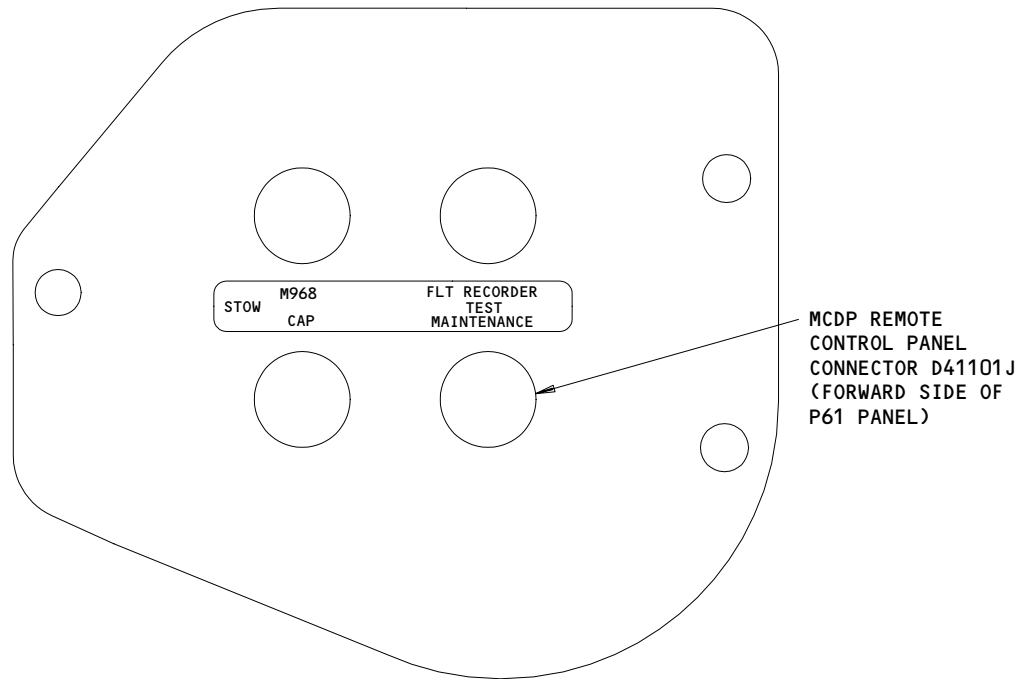 M968
STOW
CAP
FLT RECORDER
TEST
MAINTENANCE
MCDP REMOTE
CONTROL PANEL
CONNECTOR D41101J
(FORWARD SIDE OF
P61 PANEL)